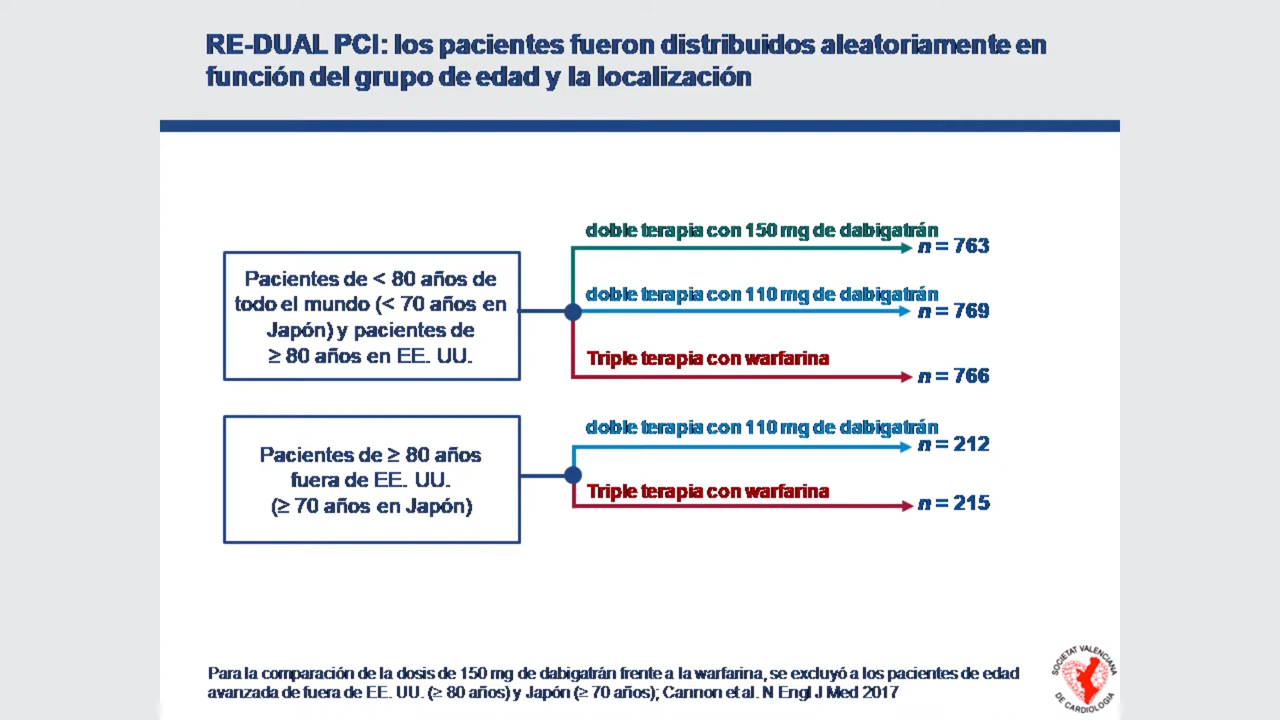 RE-DUAL PCI: los pacientes fueron distribuidos aleatoriamente en
función del grupo de edad y la localización
doble terapia con 150 mg de dabigatrán
n = 763
Pacientes de < 80 años de
todo el mundo (< 70 años en
Japón) y pacientes de
≥ 80 años en EE. UU.
doble terapia con 110 mg de dabigatrán
n = 769
Triple terapia con warfarina
n = 766
doble terapia con 110 mg de dabigatrán
n = 212
Pacientes de ≥ 80 años
fuera de EE. UU.
(≥ 70 años en Japón)
Triple terapia con warfarina
n = 215
Para la comparación de la dosis de 150 mg de dabigatrán frente a la warfarina, se excluyó a los pacientes de edad
avanzada de fuera de EE. UU. (≥ 80 años) y Japón (≥ 70 años); Cannon et al. N Engl J Med 2017
SOCIETAT VALENCIANA
DE CARDIOLOGIA